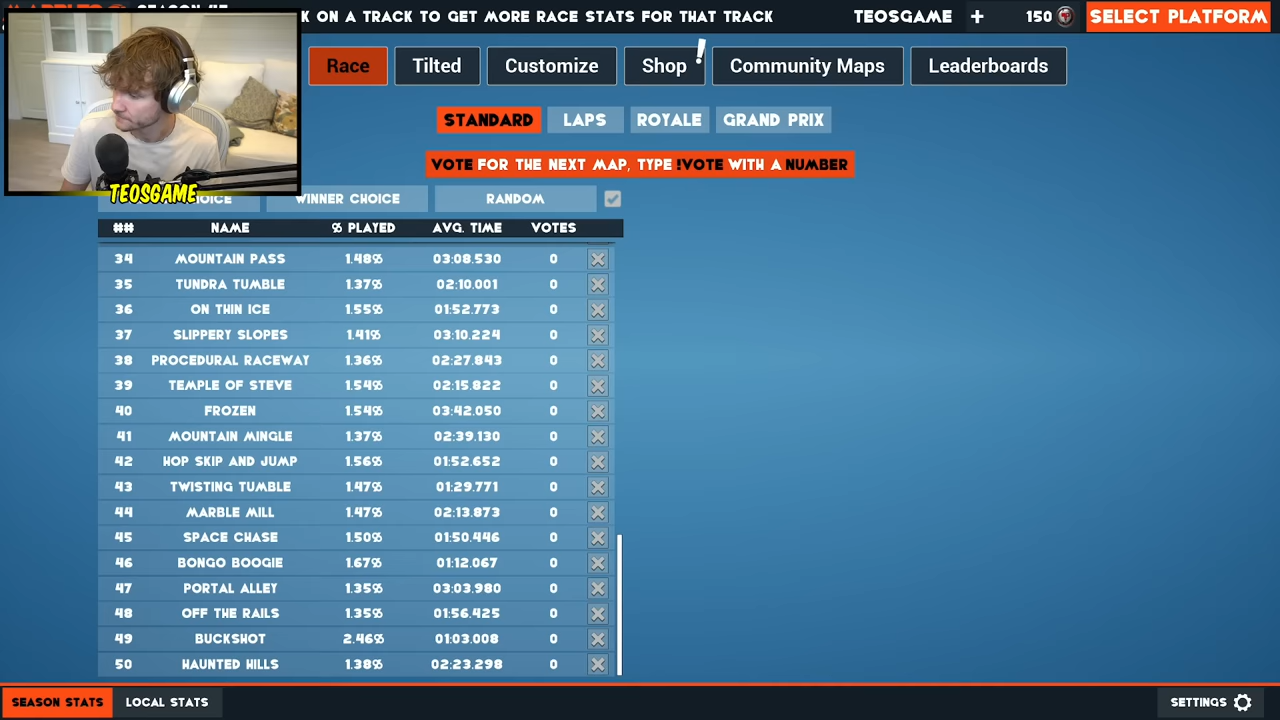 K ON A TRACK TO GET MORE RACE STATS FOR THAT TRACK
TEOSGAME + 150 SELECT PLATFORM
Race Tilted Customize Shop ! Community Maps Leaderboards
STANDARD LAPS ROYALE GRAND PRIX
VOTE FOR THE NEXT MAP, TYPE !VOTE WITH A NUMBER
TEOSGAME
OICE WINNER CHOICE RANDOM
## NAME % PLAYED AVG. TIME VOTES
34 MOUNTAIN PASS 1.48% 03:08.530 0
35 TUNDRA TUMBLE 1.37% 02:10.001 0
36 ON THIN ICE 1.55% 01:52.773 0
37 SLIPPERY SLOPES 1.41% 03:10.224 0
38 PROCEDURAL RACEWAY 1.36% 02:27.843 0
39 TEMPLE OF STEVE 1.54% 02:15.822 0
40 FROZEN 1.54% 03:42.050 0
41 MOUNTAIN MINGLE 1.37% 02:39.130 0
42 HOP SKIP AND JUMP 1.56% 01:52.652 0
43 TWISTING TUMBLE 1.47% 01:29.771 0
44 MARBLE MILL 1.47% 02:13.873 0
45 SPACE CHASE 1.50% 01:50.446 0
46 BONGO BOOGIE 1.67% 01:12.067 0
47 PORTAL ALLEY 1.35% 03:03.980 0
48 OFF THE RAILS 1.35% 01:56.425 0
49 BUCKSHOT 2.46% 01:03.008 0
50 HAUNTED HILLS 1.38% 02:23.298 0
SEASON STATS LOCAL STATS SETTINGS